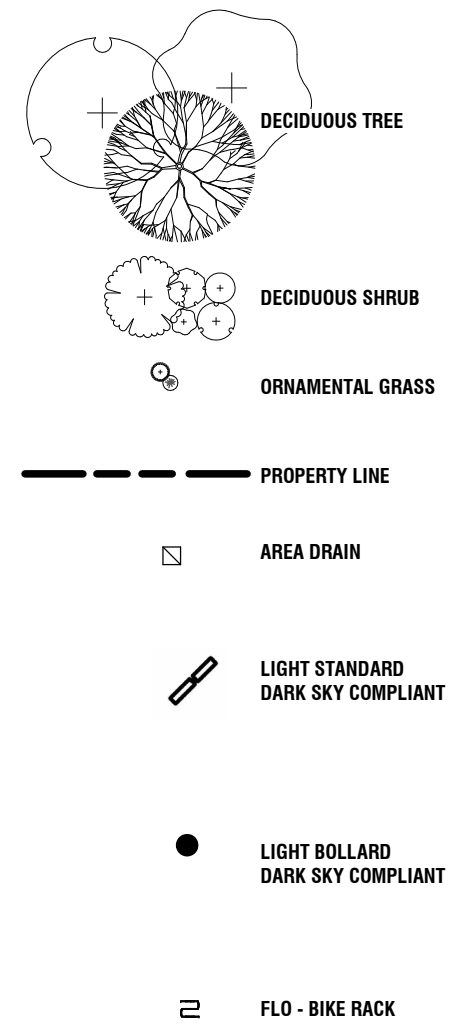 DECIDUOUS TREE
DECIDUOUS SHRUB
ORNAMENTAL GRASS
PROPERTY LINE
AREA DRAIN
LIGHT STANDARD
DARK SKY COMPLIANT
LIGHT BOLLARD
DARK SKY COMPLIANT
FLO - BIKE RACK